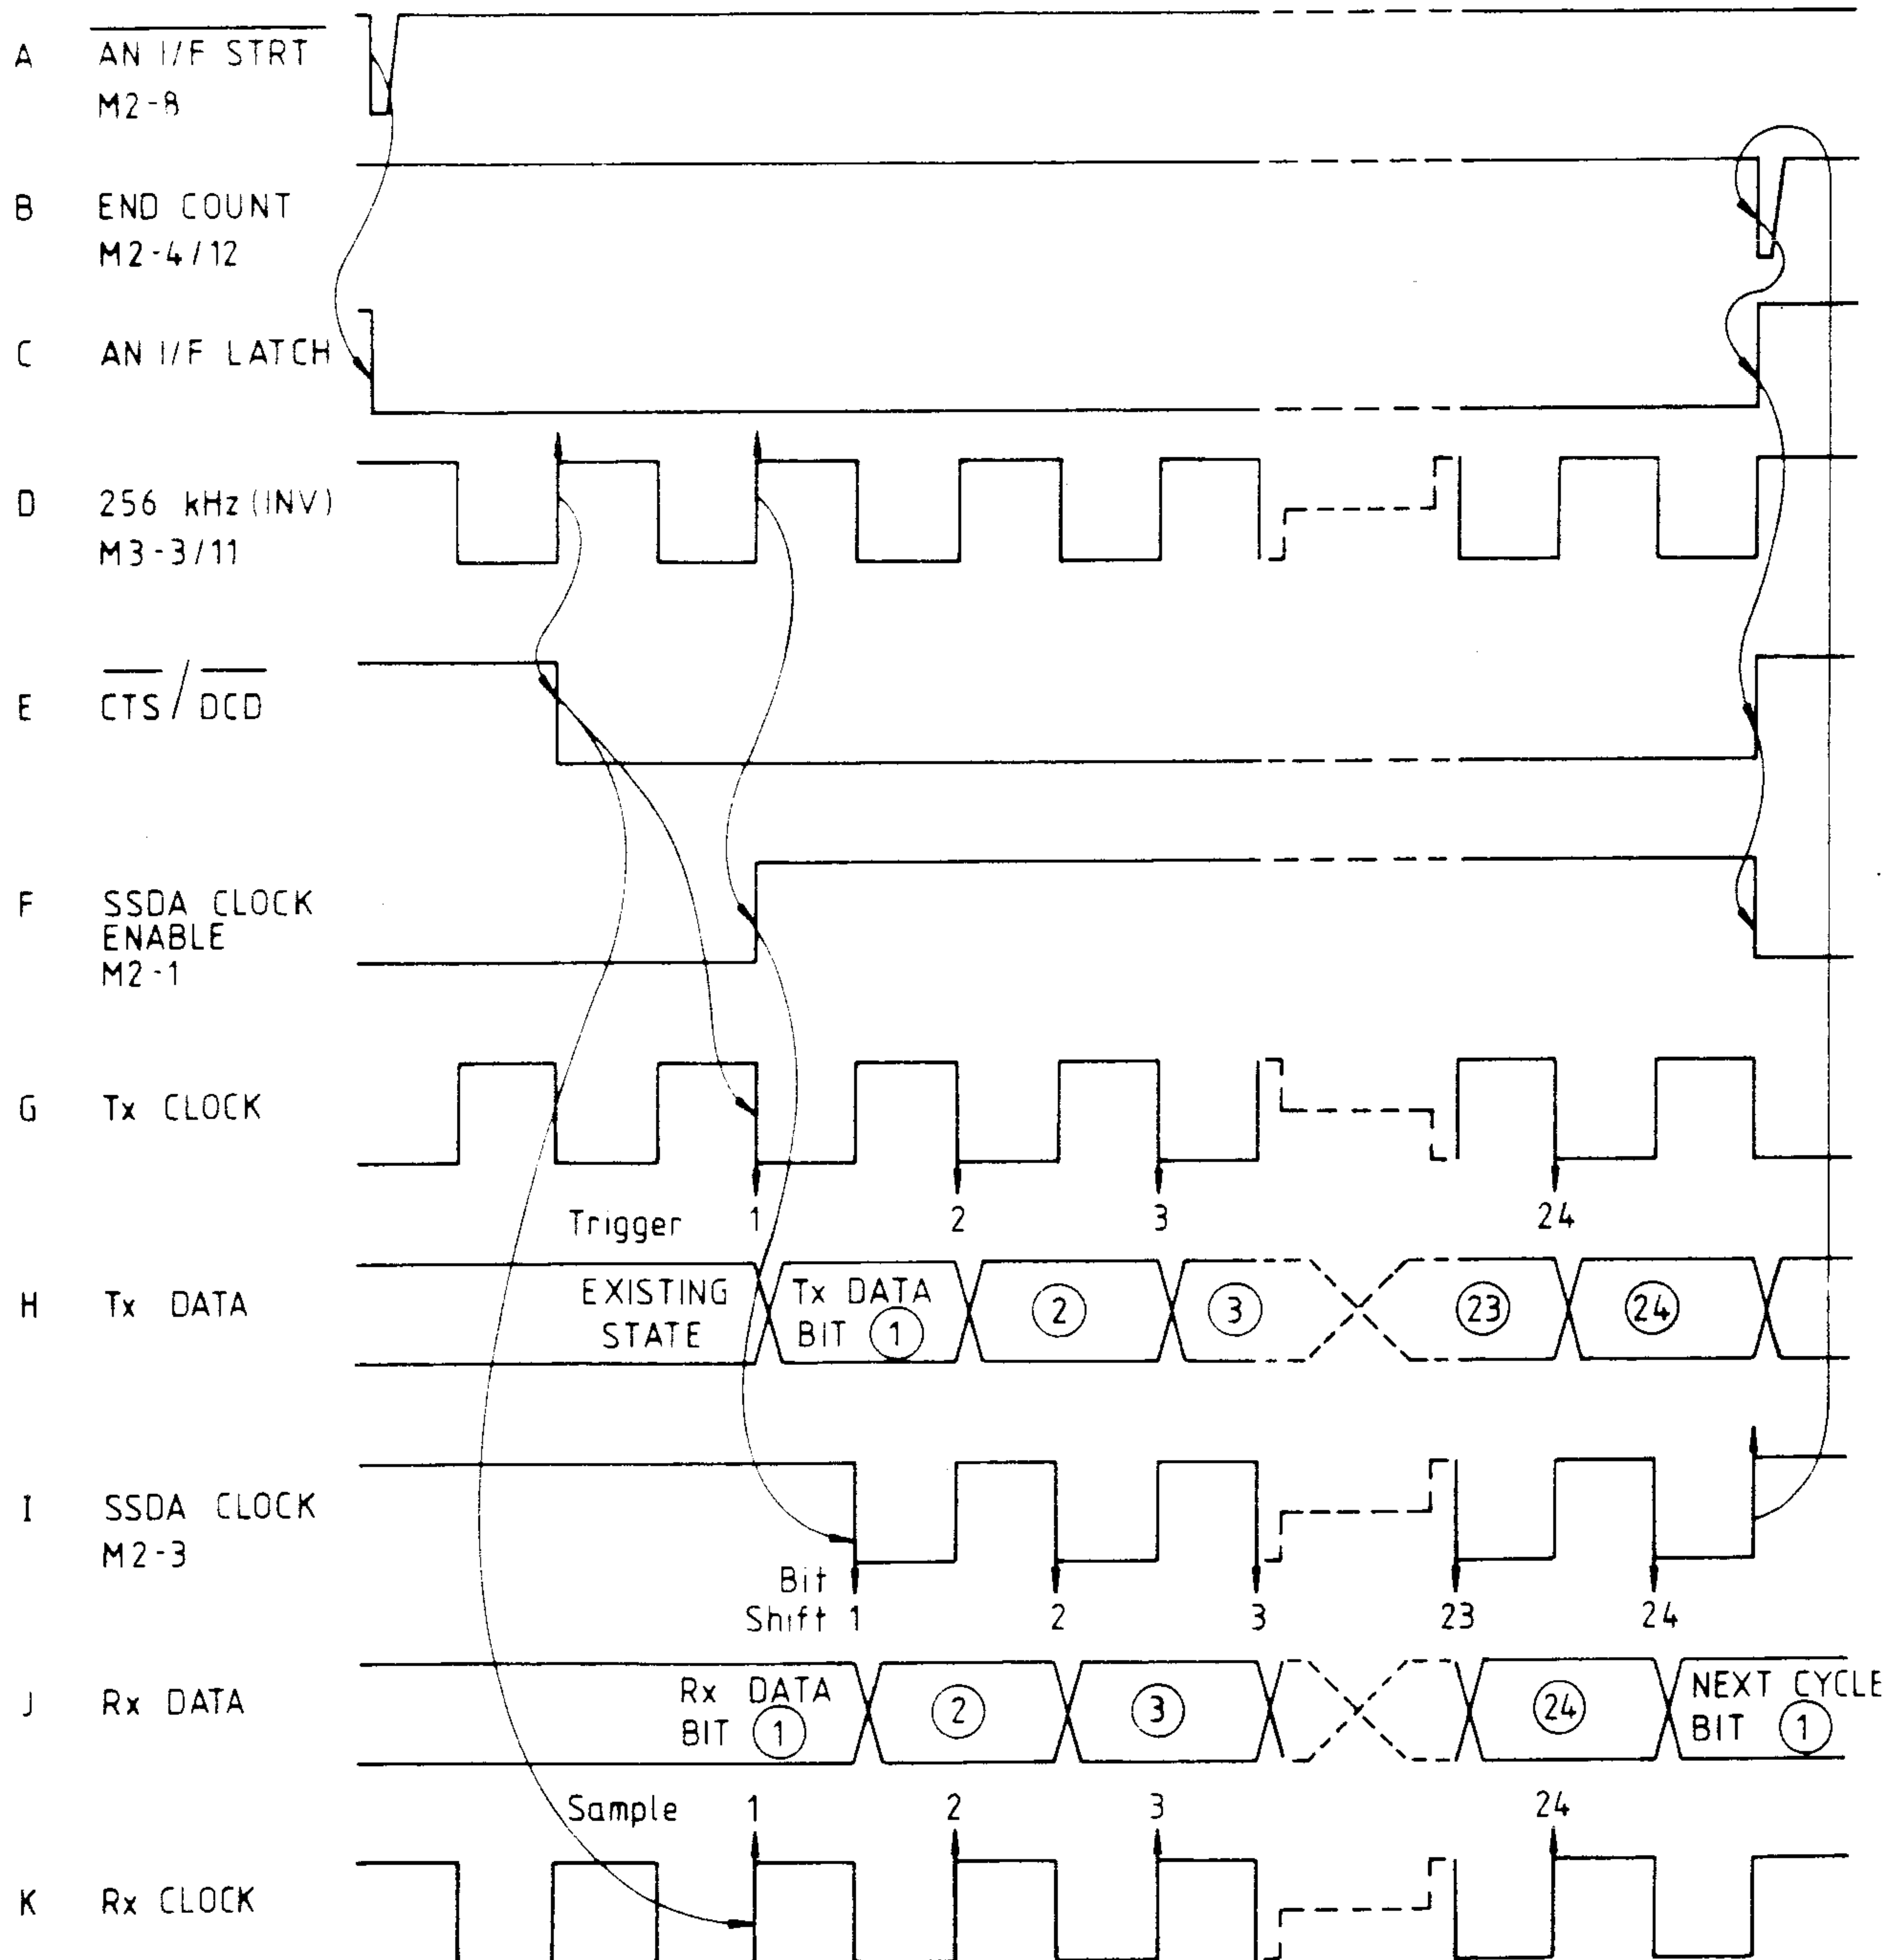 A AN I/F STRT
M2-8
B END COUNT
M2-4/12
C AN I/F LATCH
D 256 kHz (INV)
M3-3/11
E CTS / DCD
F SSDA CLOCK
ENABLE
M2-1
G Tx CLOCK
Trigger 1 2 3 24
H Tx DATA
EXISTING
STATE
Tx DATA
BIT 1
2 3 23 24
I SSDA CLOCK
M2-3
Bit
Shift 1 2 3 23 24
J Rx DATA
Rx DATA
BIT 1
2 3 24
NEXT CYCLE
BIT 1
Sample 1 2 3 24
K Rx CLOCK